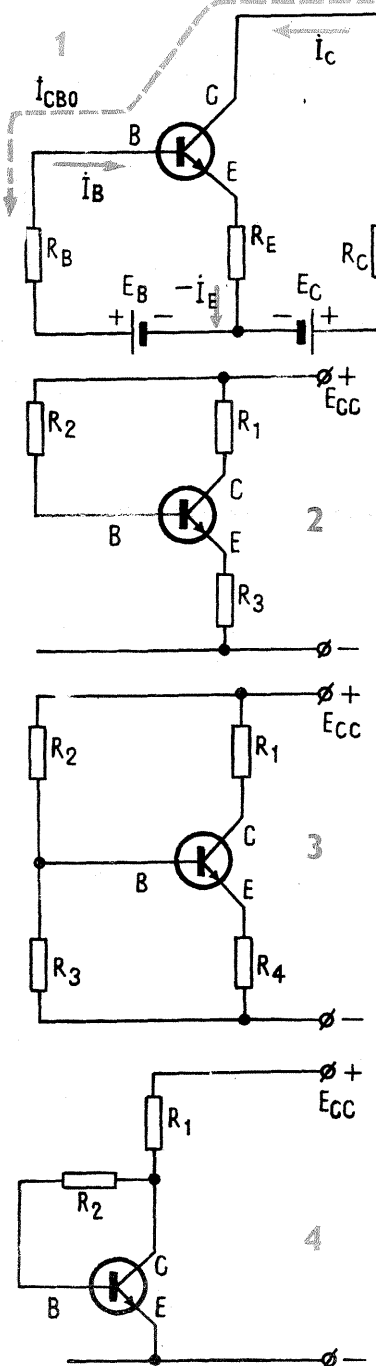 1
İC
İCBO
C
B
İB
E
RB
RE
RC
EB
-İE
EC
+ -
- +
+
ECC
R2
R1
C
2
B
E
R3
-
+
ECC
R2
R1
C
3
B
E
R3
R4
-
+
ECC
R1
R2
4
C
B
E
-